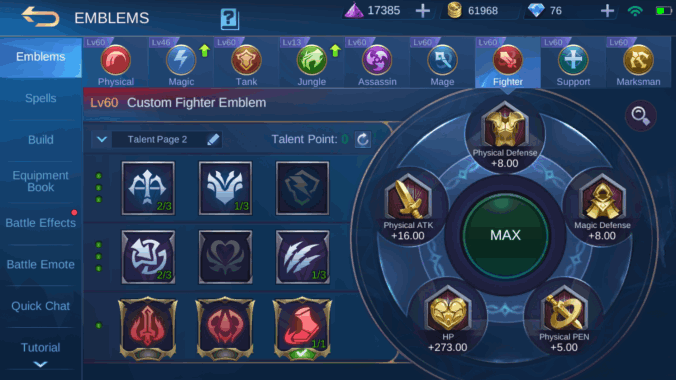 EMBLEMS
17385
61968
76
Emblems
Spells
Build
Equipment
Book
Battle Effects
Battle Emote
Quick Chat
Tutorial
Lv60
Physical
Lv46
Magic
Lv60
Tank
Lv13
Jungle
Lv60
Assassin
Lv60
Mage
Lv60
Fighter
Lv60
Support
Lv60
Marksman
Lv60 Custom Fighter Emblem
Talent Page 2
Talent Point: 0
2/3
1/3
2/3
1/3
1/1
Physical Defense
+8.00
Physical ATK
+16.00
Magic Defense
+8.00
MAX
HP
+273.00
Physical PEN
+5.00